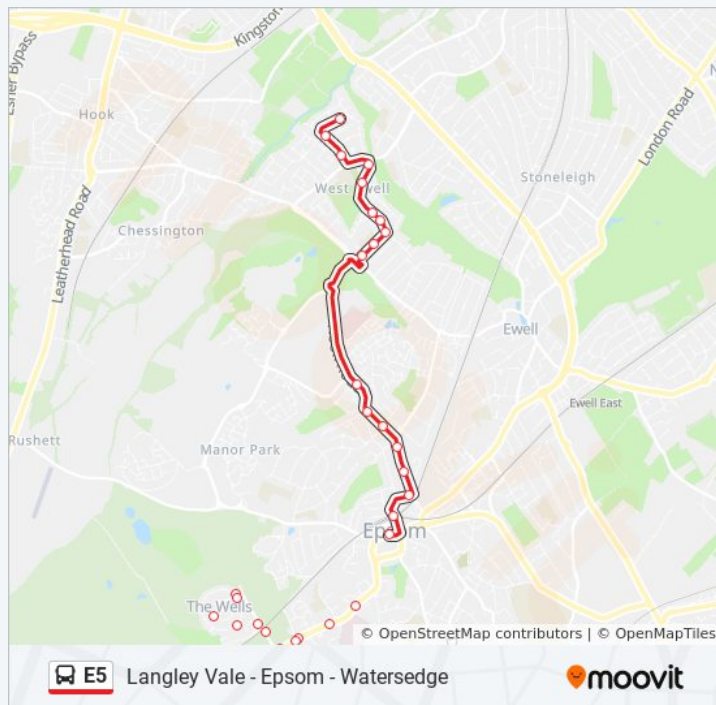 Esher Bypass
Kingston
Hook
London Road
Stoneleigh
West Ewell
Chessington
Leatherhead Road
Ewell
Ewell East
Rushett
Manor Park
Epsom
The Wells
© OpenStreetMap contributors | © OpenMapTiles
E5 Langley Vale - Epsom - Watersedge
moovit